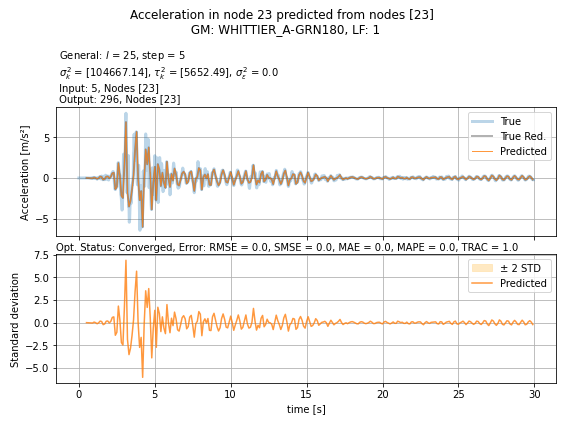 Acceleration in node 23 predicted from nodes [23]
GM: WHITTIER_A-GRN180, LF: 1
General: l = 25, step = 5
σ²ₖ = [104667.14], τ²ₖ = [5652.49], σ²ε = 0.0
Input: 5, Nodes [23]
Output: 296, Nodes [23]
Acceleration [m/s²]
5
0
−5
True
True Red.
Predicted
Opt. Status: Converged, Error: RMSE = 0.0, SMSE = 0.0, MAE = 0.0, MAPE = 0.0, TRAC = 1.0
Standard deviation
7.5
5.0
2.5
0.0
−2.5
−5.0
± 2 STD
Predicted
0 5 10 15 20 25 30
time [s]